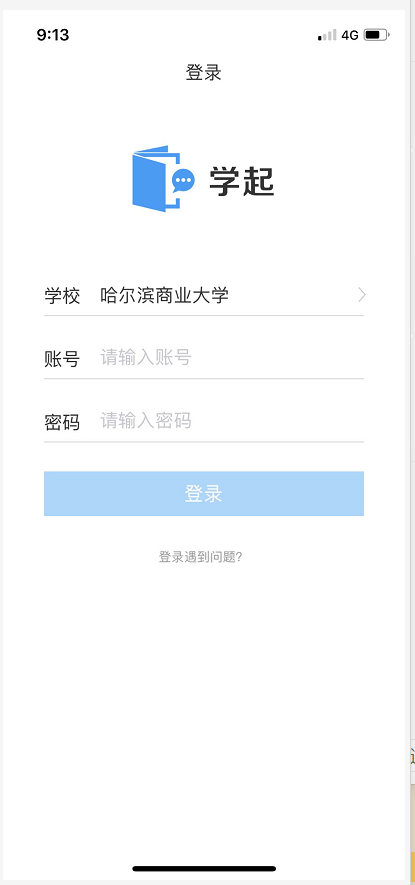 9:13 4G
登录
学起
学校 哈尔滨商业大学
账号 请输入账号
密码 请输入密码
登录
登录遇到问题?